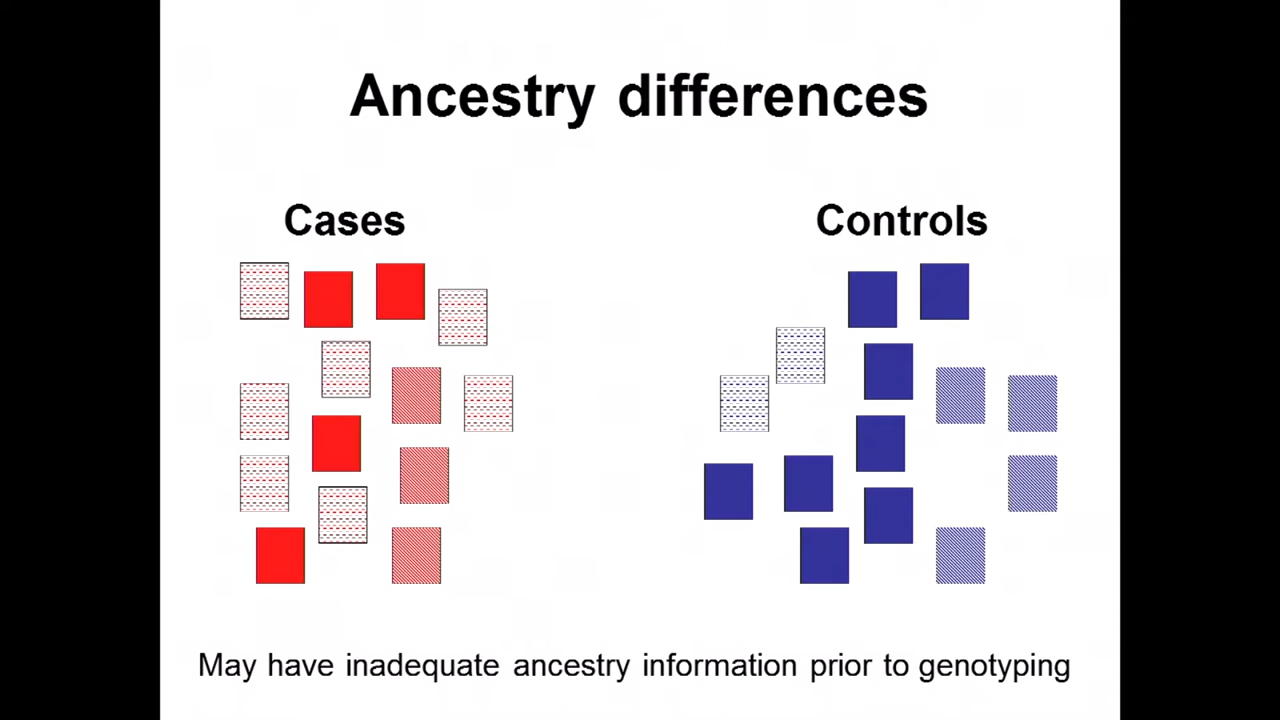 Ancestry differences
Cases
Controls
May have inadequate ancestry information prior to genotyping